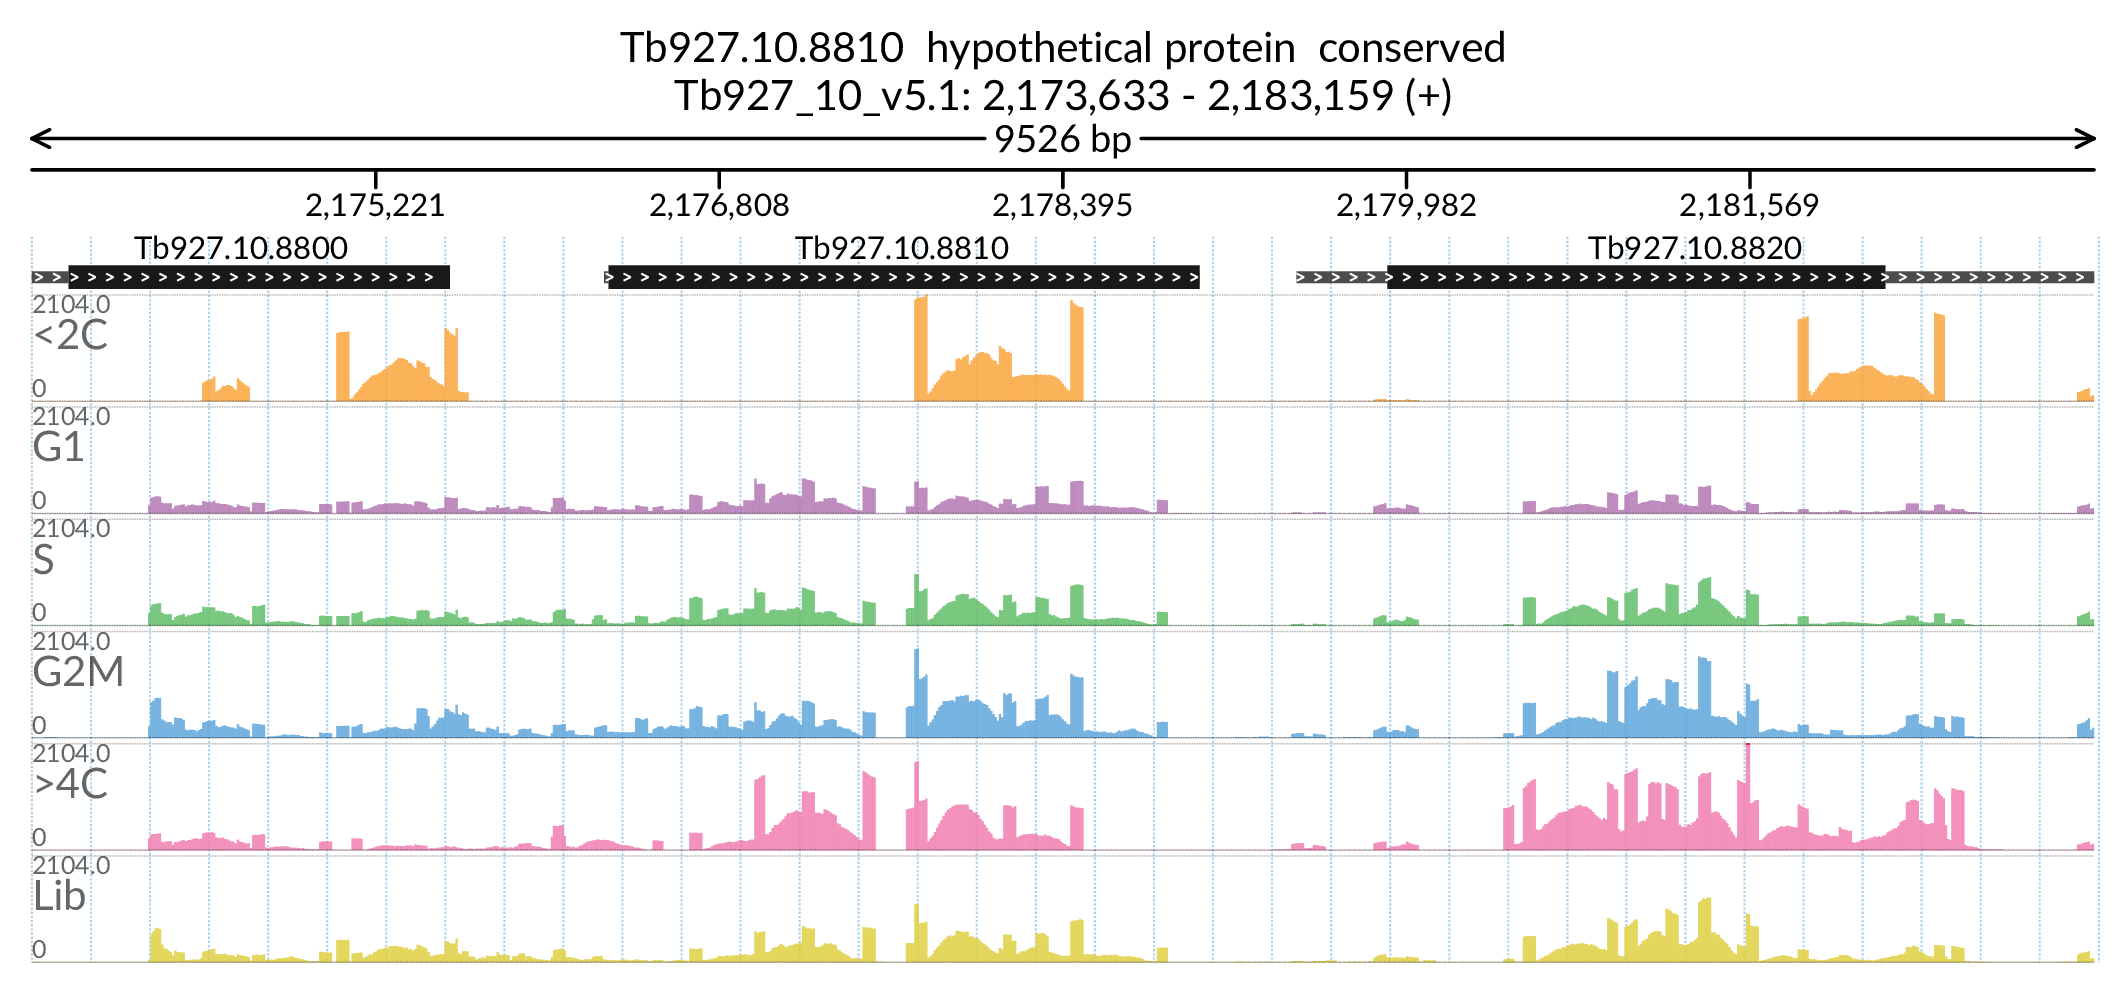 Tb927.10.8810  hypothetical protein  conserved
Tb927_10_v5.1: 2,173,633 - 2,183,159 (+)
9526 bp
2,175,221 2,176,808 2,178,395 2,179,982 2,181,569
Tb927.10.8800 Tb927.10.8810 Tb927.10.8820
2104.0
<2C
0
2104.0
G1
0
2104.0
S
0
2104.0
G2M
0
2104.0
>4C
0
2104.0
Lib
0